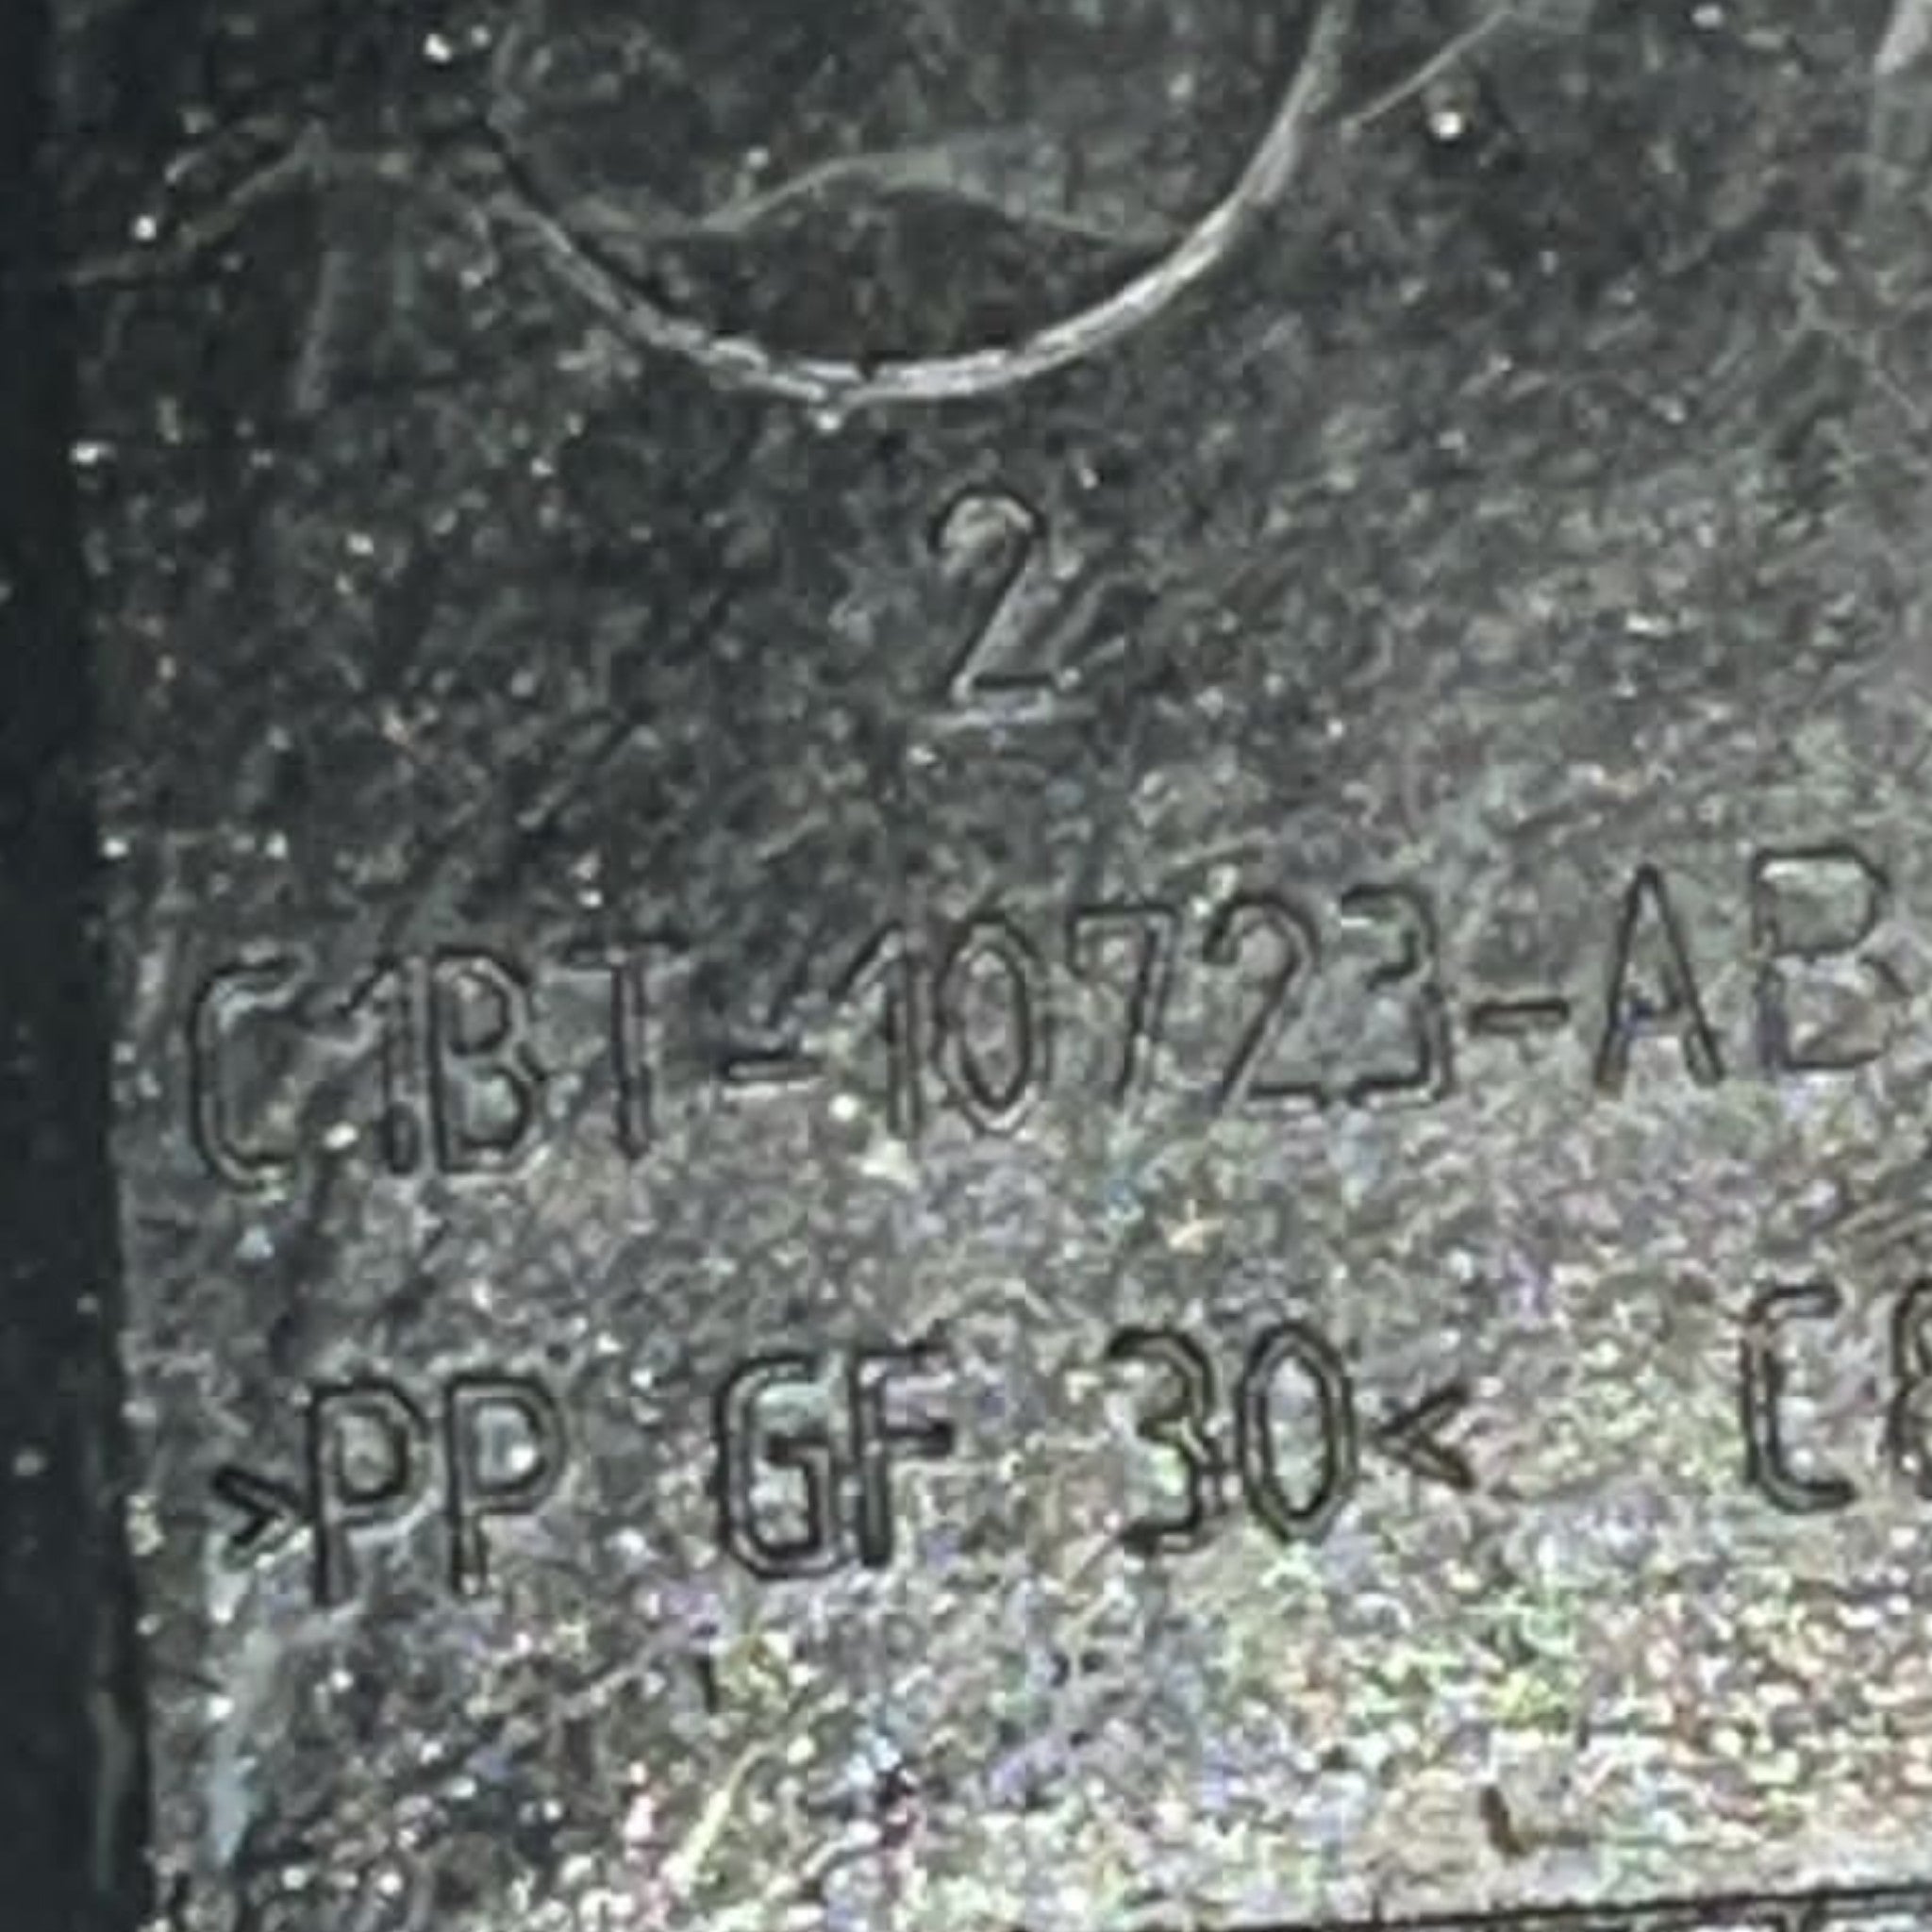 2
C1BT-10723-AB
>PP GF 30< C